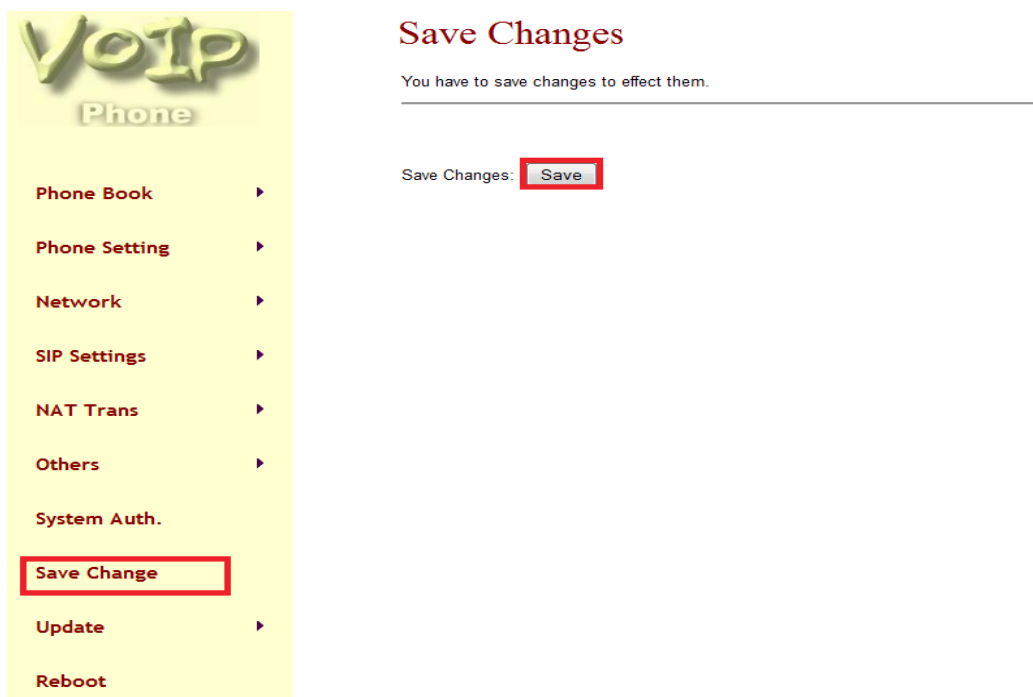 VOIP
Phone
Phone Book
Phone Setting
Network
SIP Settings
NAT Trans
Others
System Auth.
Save Change
Update
Reboot
Save Changes
You have to save changes to effect them.
Save Changes: Save